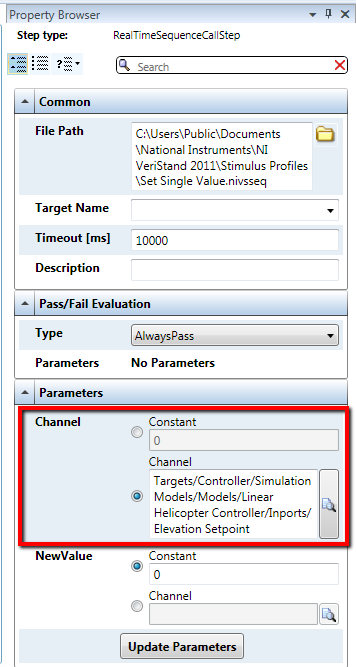 Property Browser
Step type: RealTimeSequenceCallStep
Search
Common
File Path
C:\Users\Public\Documents
\National Instruments\NI
VeriStand 2011\Stimulus Profiles
\Set Single Value.nivsseq
Target Name
Timeout [ms] 10000
Description
Pass/Fail Evaluation
Type AlwaysPass
Parameters No Parameters
Parameters
Channel Constant
0
Channel
Targets/Controller/Simulation
Models/Models/Linear
Helicopter Controller/Inports/
Elevation Setpoint
NewValue Constant
0
Channel
Update Parameters